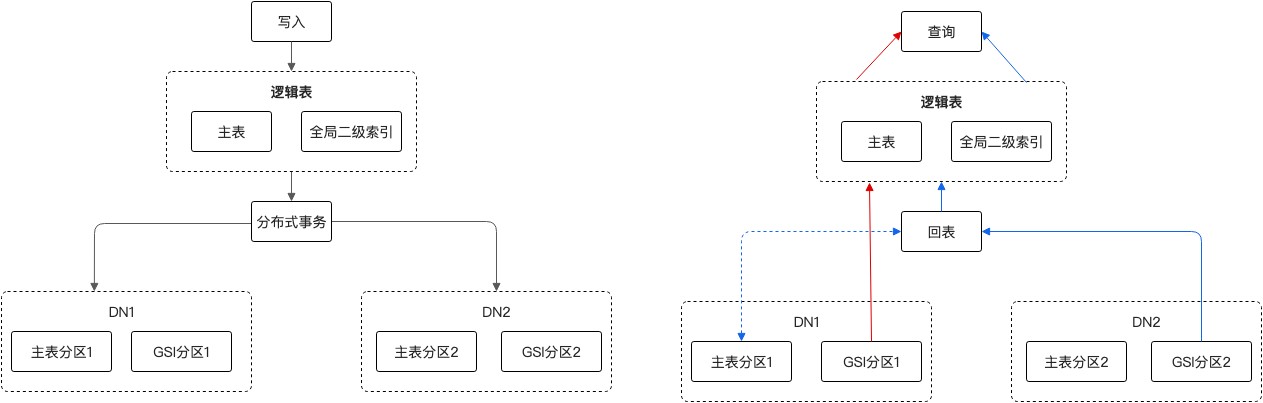 写入
逻辑表
主表
全局二级索引
分布式事务
DN1
主表分区1
GSI分区1
DN2
主表分区2
GSI分区2
查询
逻辑表
主表
全局二级索引
回表
DN1
主表分区1
GSI分区1
DN2
主表分区2
GSI分区2